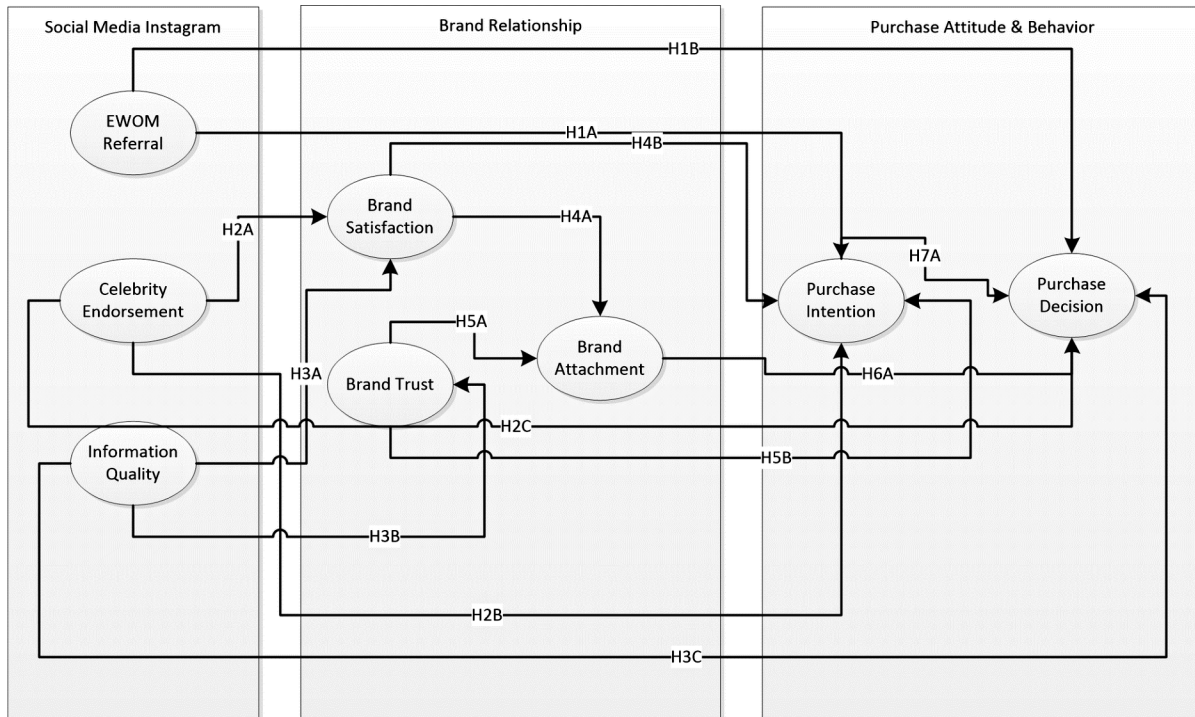 Social Media Instagram
Brand Relationship
Purchase Attitude & Behavior
H1B
EWOM
Referral
H1A
H4B
Brand
Satisfaction
H2A
H4A
H7A
Celebrity
Endorsement
Purchase
Intention
Purchase
Decision
H5A
H3A
Brand Trust
Brand
Attachment
H6A
H2C
Information
Quality
H5B
H3B
H2B
H3C